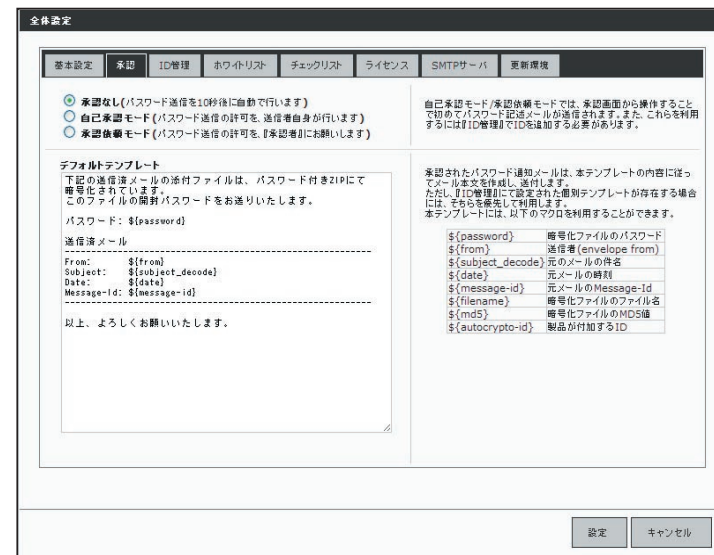 全体設定
基本設定 承認 ID管理 ホワイトリスト チェックリスト ライセンス SMTPサーバ 更新環境
承認なし(パスワード送信を10秒後に自動で行います)
自己承認モード(パスワード送信の許可を、送信者自身が行います)
承認依頼モード(パスワード送信の許可を、『承認者』にお願いします)
自己承認モード/承認依頼モードでは、承認画面から操作すること
で初めてパスワード記述メールが送信されます。また、これらを利用
するには『ID管理』でIDを追加する必要があります。
デフォルトテンプレート
下記の送信済メールの添付ファイルは、パスワード付きZIPにて
暗号化されています。
このファイルの開封パスワードをお送りいたします。
パスワード: ${password}
送信済メール
----------------------------------------------------------------
From: ${from}
Subject: ${subject_decode}
Date: ${date}
Message-Id: ${message-id}
----------------------------------------------------------------
以上、よろしくお願いいたします。
承認されたパスワード通知メールは、本テンプレートの内容に従っ
てメール本文を作成し、送付します。
ただし、『ID管理』にて設定された個別テンプレートが存在する場合
には、そちらを優先して利用します。
本テンプレートには、以下のマクロを利用することができます。
${password} 暗号化ファイルのパスワード
${from} 送信者(envelope from)
${subject_decode} 元のメールの件名
${date} 元メールの時刻
${message-id} 元メールのMessage-Id
${filename} 暗号化ファイルのファイル名
${md5} 暗号化ファイルのMD5値
${autocrypto-id} 製品が付加するID
設定 キャンセル